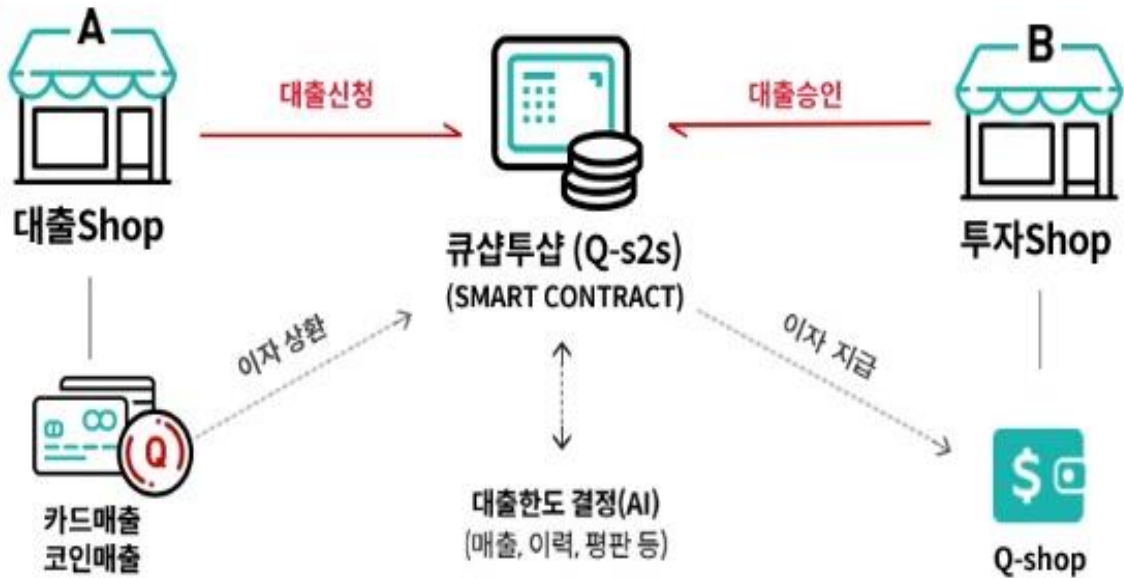 A
B
대출신청
대출승인
대출Shop
큐샵투샵 (Q-s2s)
(SMART CONTRACT)
투자Shop
이자 상환
이자 지급
Q
$
카드매출
코인매출
대출한도 결정(AI)
(매출, 이력, 평판 등)
Q-shop